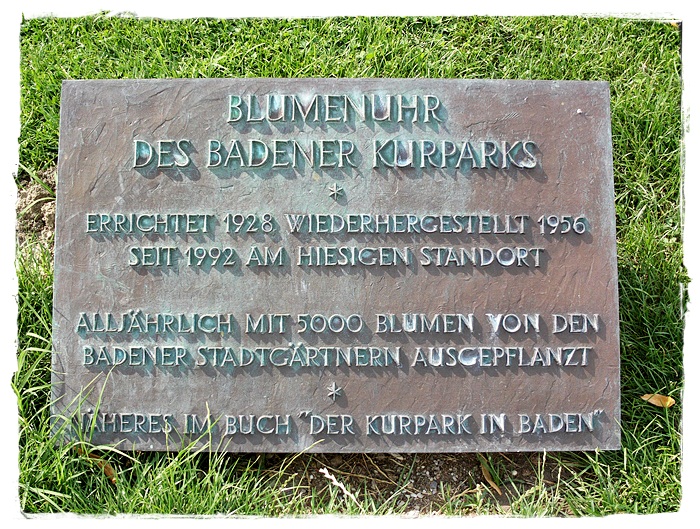 BLUMENUHR
DES BADENER KURPARKS
*
ERRICHTET 1928 WIEDERHERGESTELLT 1956
SEIT 1992 AM HIESIGEN STANDORT
ALLJÄHRLICH MIT 5000 BLUMEN VON DEN
BADENER STADTGÄRTNERN AUSGEPFLANZT
*
NÄHERES IM BUCH "DER KURPARK IN BADEN"